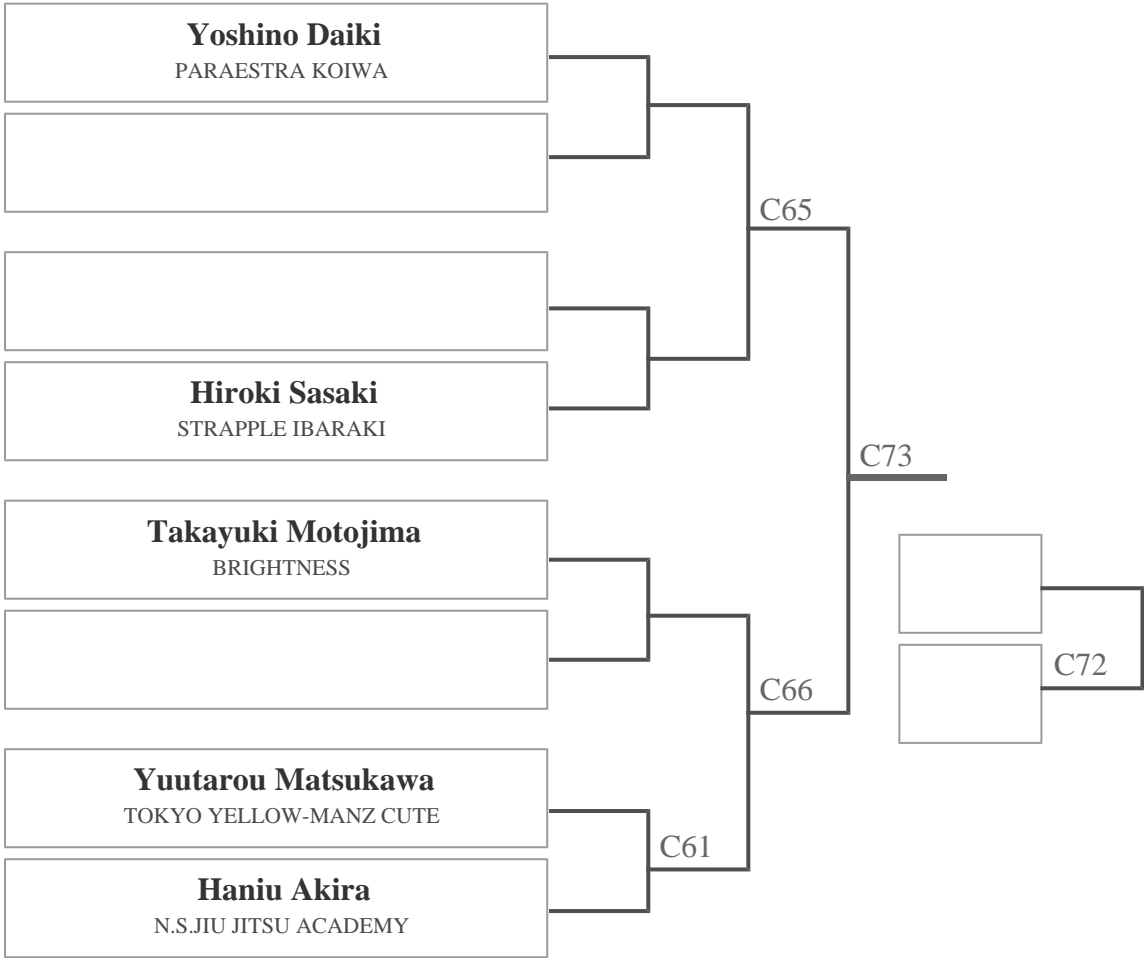 Yoshino Daiki
PARAESTRA KOIWA
C65
Hiroki Sasaki
STRAPPLE IBARAKI
C73
Takayuki Motojima
BRIGHTNESS
C72
C66
Yuutarou Matsukawa
TOKYO YELLOW-MANZ CUTE
C61
Haniu Akira
N.S.JIU JITSU ACADEMY